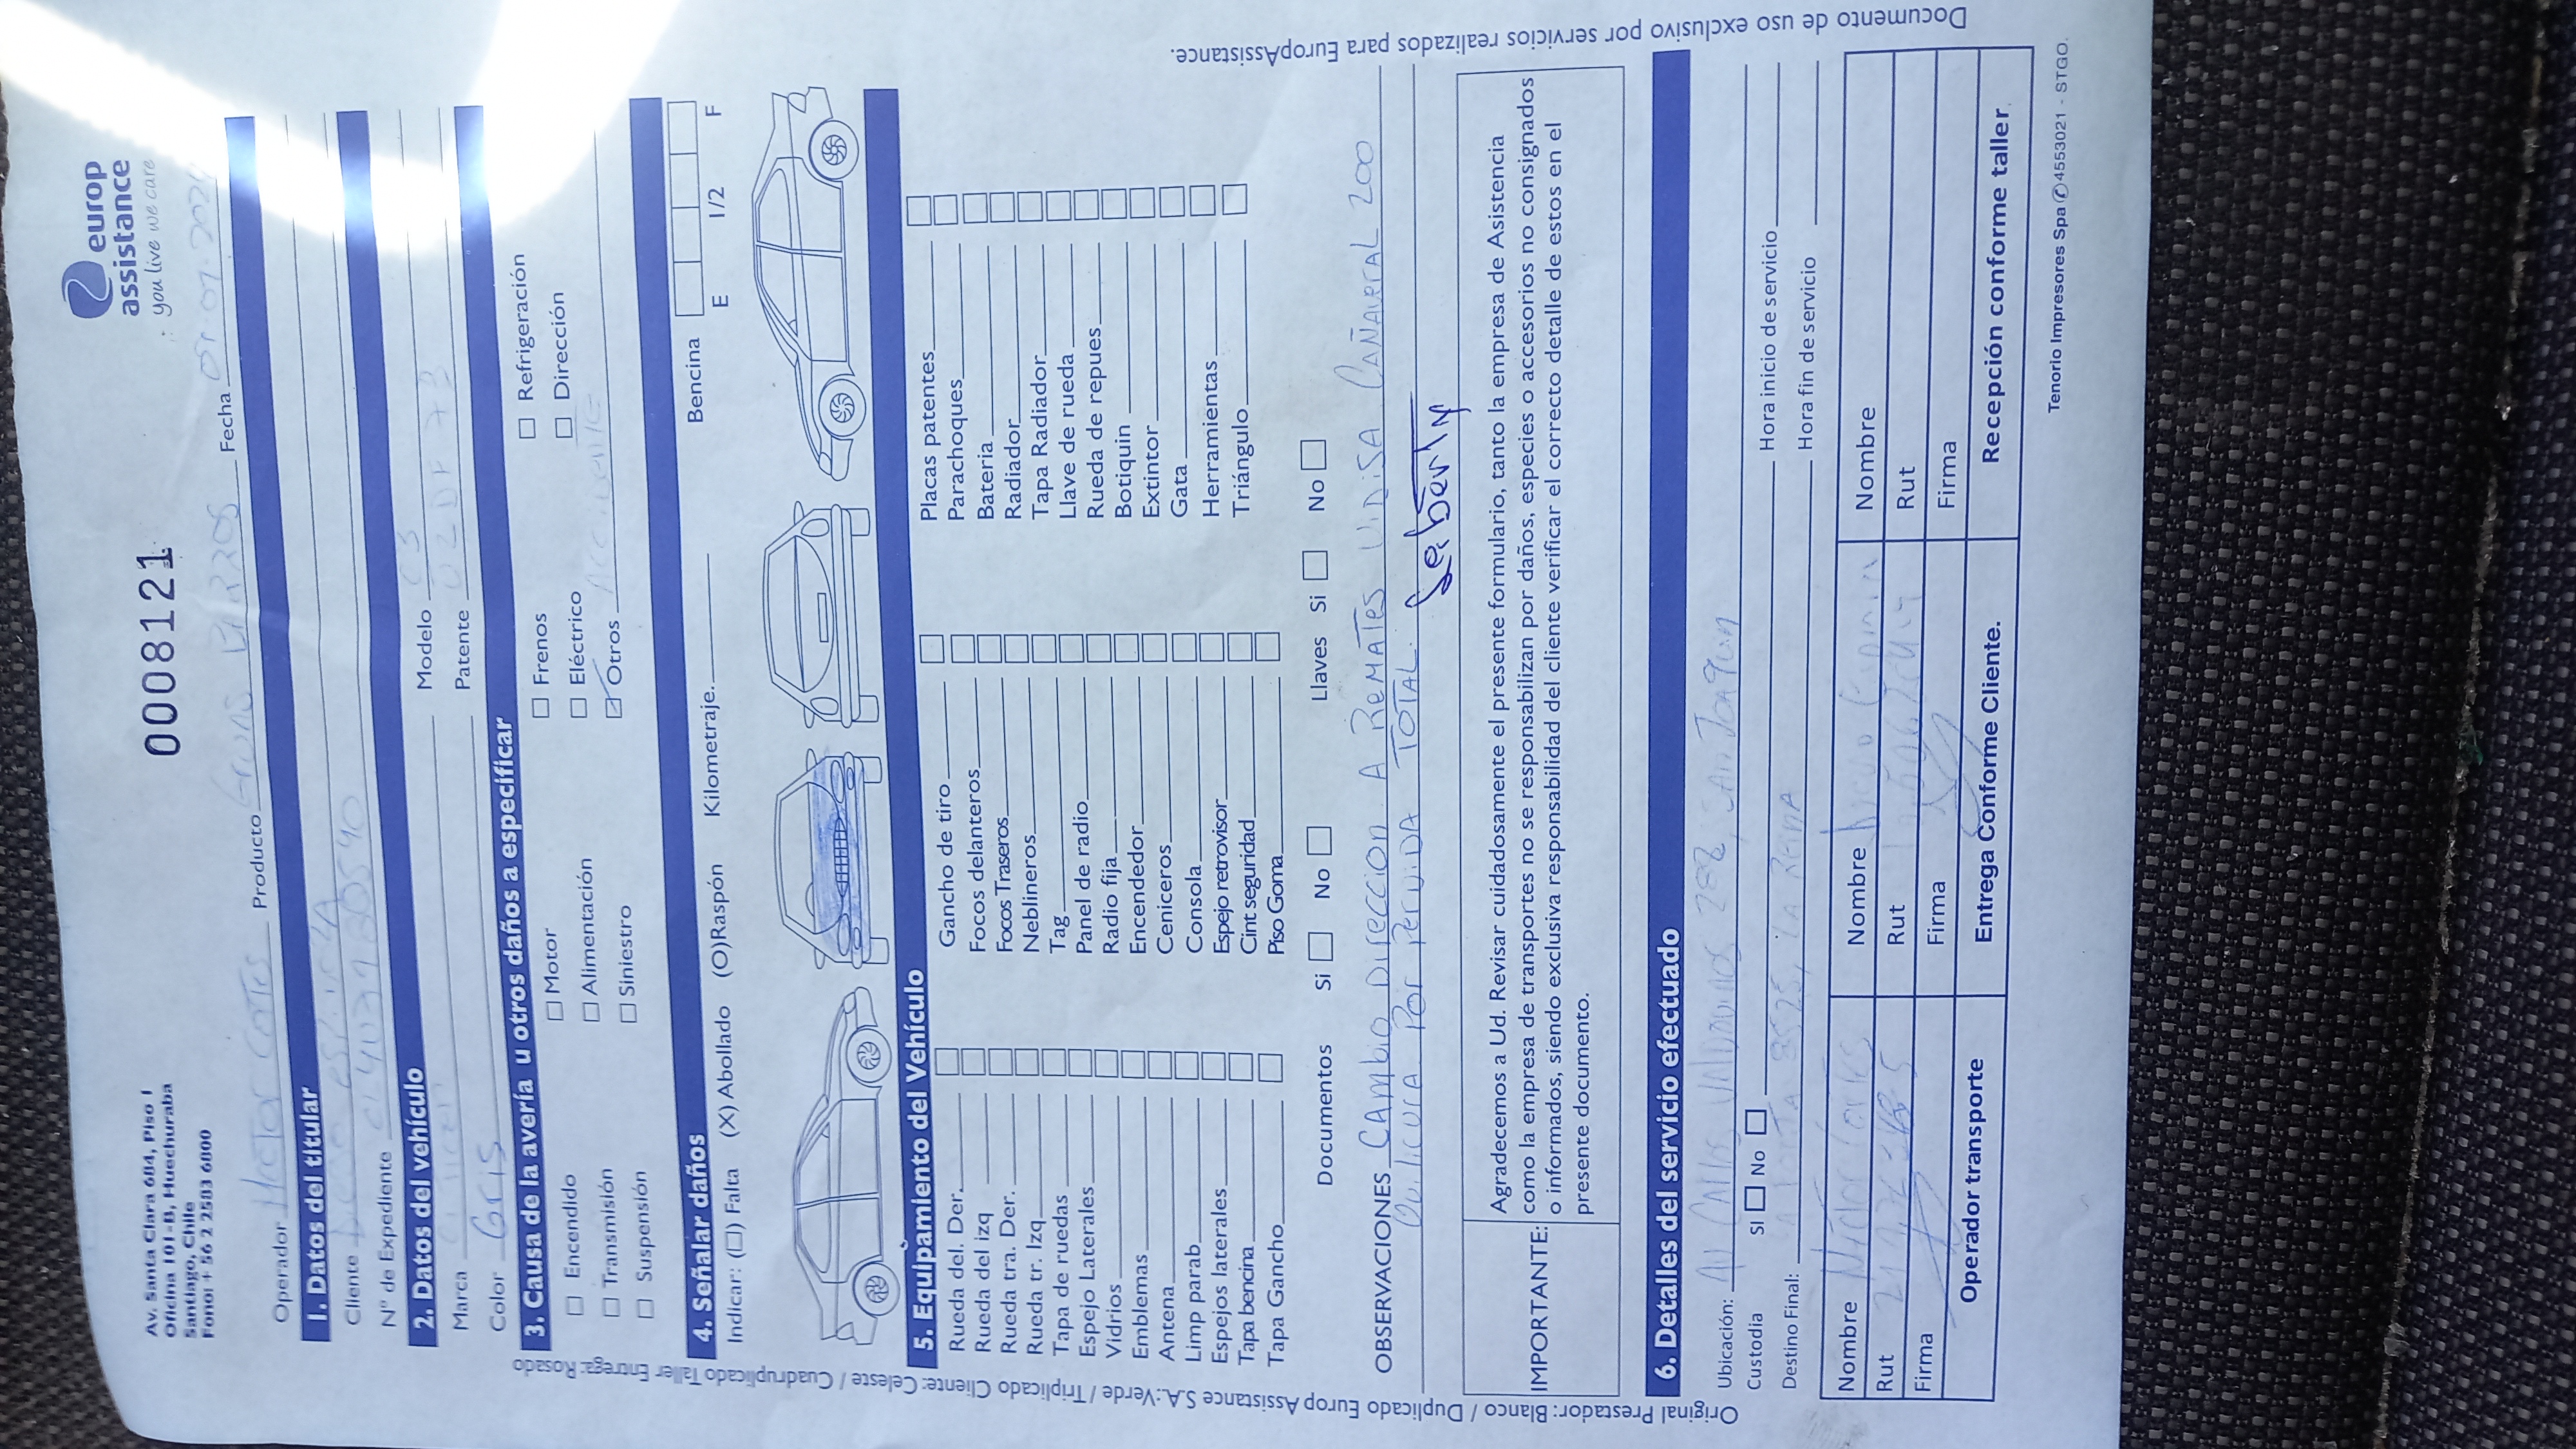 europ
assistance
you live we care
Av. Santa Clara 684, Piso 1
Oficina 101-B, Huechuraba
Santiago, Chile
Fono: + 56 2 2583 6800
0008121
Operador Hector Cortes Producto Fecha
1. Datos del titular
Cliente
Nº de Expediente
2. Datos del vehículo
Marca Modelo C3
Color Gris Patente
3. Causa de la avería u otros daños a especificar
☐ Encendido ☐ Motor ☐ Frenos ☐ Refrigeración
☐ Transmisión ☐ Alimentación ☐ Eléctrico ☐ Dirección
☐ Suspensión ☐ Siniestro ☑ Otros Accidente
4. Señalar daños Kilometraje. Bencina
Indicar: (☐) Falta (X) Abollado (O)Raspón E 1/2 F
5. Equipamiento del Vehículo
Rueda del. Der. Gancho de tiro Placas patentes
Rueda del Izq Focos delanteros Parachoques
Rueda tra. Der. Focos Traseros Bateria
Rueda tr. Izq Neblineros Radiador
Tapa de ruedas Tag Tapa Radiador
Espejo Laterales Panel de radio Llave de rueda
Vidrios Radio fija Rueda de repues
Emblemas Encendedor Botiquin
Antena Ceniceros Extintor
Limp parab Consola Gata
Espejos laterales Espejo retrovisor Herramientas
Tapa bencina Cint seguridad Triángulo
Tapa Gancho Piso Goma
Documentos Si ☐ No ☐ Llaves Si ☐ No ☐
OBSERVACIONES CAMbio Direccion A ReMATes UNiSA CAÑAVERAL 200
QUiLiCURA Por PerDiDA TOTAL.
IMPORTANTE: Agradecemos a Ud. Revisar cuidadosamente el presente formulario, tanto la empresa de Asistencia
como la empresa de transportes no se responsabilizan por daños, especies o accesorios no consignados
o informados, siendo exclusiva responsabilidad del cliente verificar el correcto detalle de estos en el
presente documento.
6. Detalles del servicio efectuado
Ubicación: SAN JOAQUIN
Custodia SI ☐ No ☐ Hora inicio de servicio
Destino Final: 8525, LA REINA Hora fin de servicio
Nombre Nombre Nombre
Rut Rut Rut
Firma Firma Firma
Operador transporte Entrega Conforme Cliente. Recepción conforme taller
Tenorio Impresores Spa ✆4553021 - STGO.
Original Prestador: Blanco / Duplicado Europ Assistance S.A.: Verde / Triplicado Cliente: Celeste / Cuadruplicado Taller Entrega: Rosado
Documento de uso exclusivo por servicios realizados para EuropAssistance.